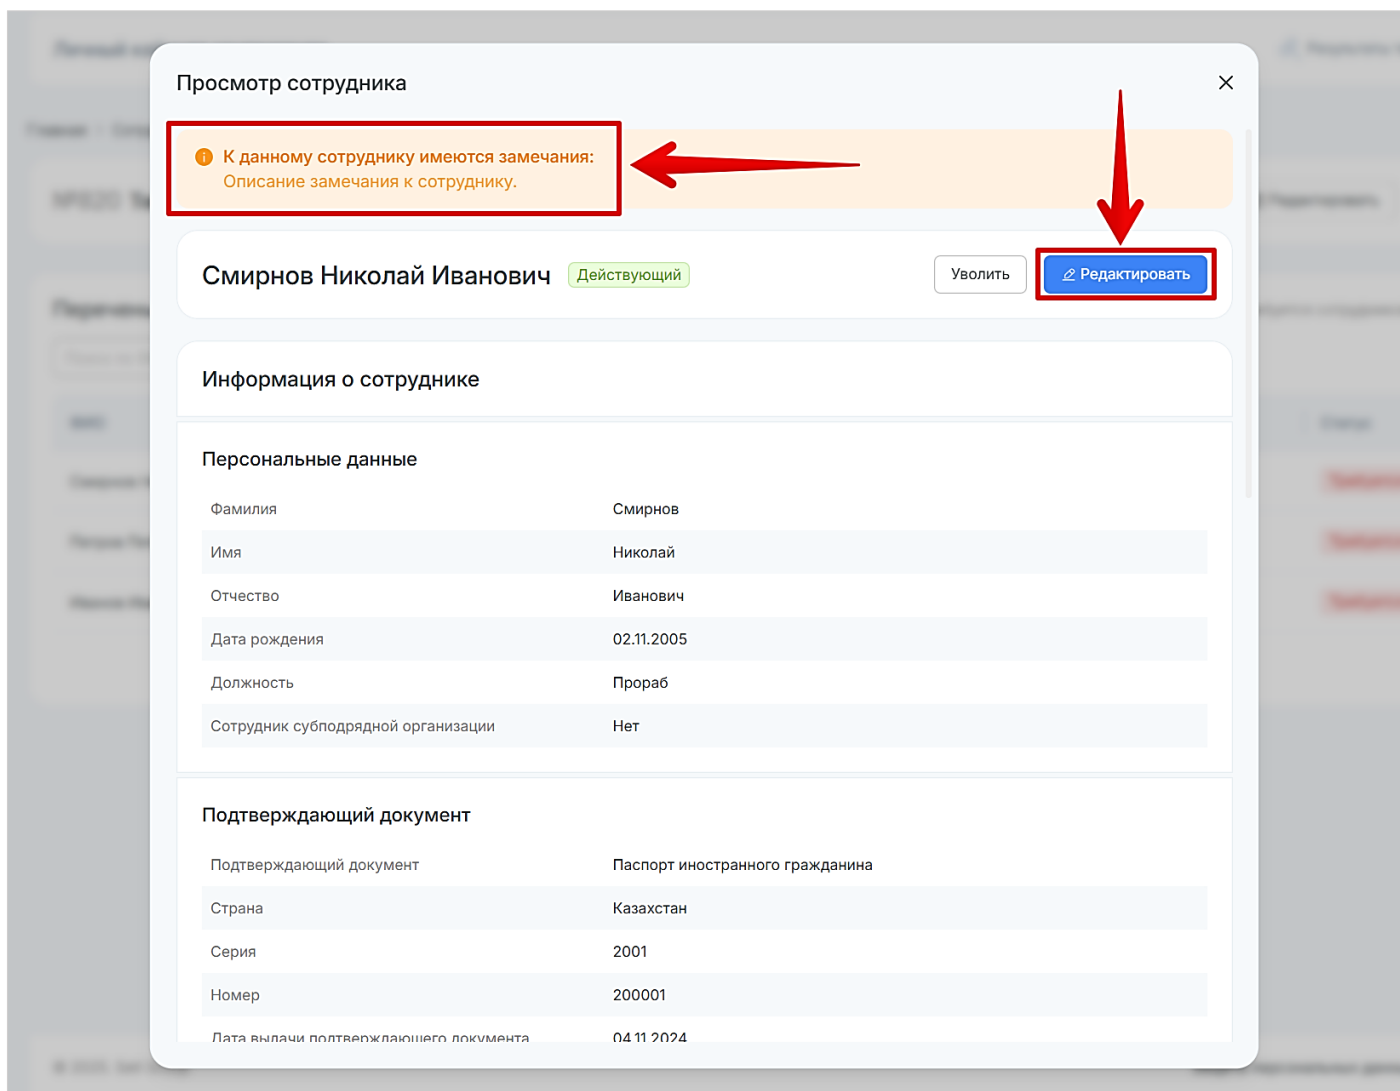 Просмотр сотрудника
К данному сотруднику имеются замечания:
Описание замечания к сотруднику.
Смирнов Николай Иванович
Действующий
Уволить
Редактировать
Информация о сотруднике
Персональные данные
Фамилия Смирнов
Имя Николай
Отчество Иванович
Дата рождения 02.11.2005
Должность Прораб
Сотрудник субподрядной организации Нет
Подтверждающий документ
Подтверждающий документ Паспорт иностранного гражданина
Страна Казахстан
Серия 2001
Номер 200001
Дата выдачи подтверждающего документа 04.11.2024